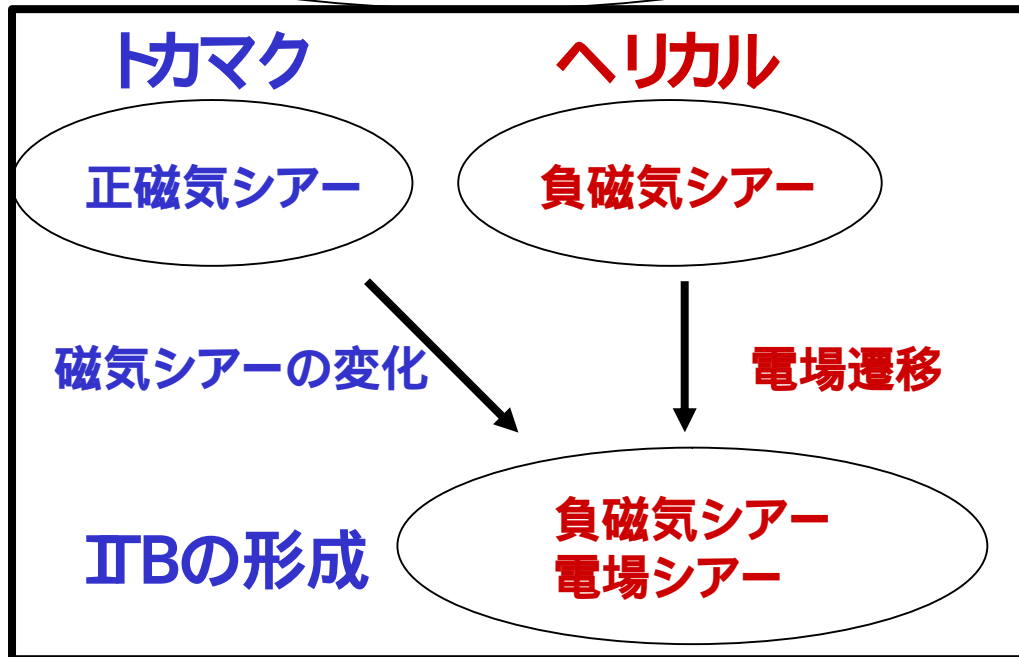 トカマク
ヘリカル
正磁気シアー
負磁気シアー
磁気シアーの変化
電場遷移
ITBの形成
負磁気シアー
電場シアー